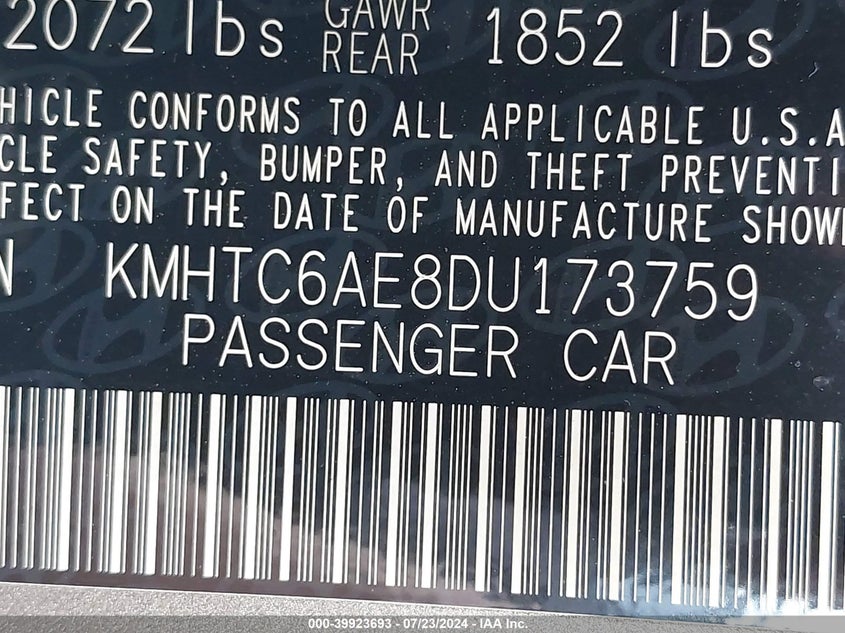 2072 lbs GAWR REAR 1852 lbs
HICLE CONFORMS TO ALL APPLICABLE U.S.A
CLE SAFETY, BUMPER, AND THEFT PREVENTI
FECT ON THE DATE OF MANUFACTURE SHOW
N KMHTC6AE8DU173759
PASSENGER CAR
000-39923693 - 07/23/2024 - IAA Inc.